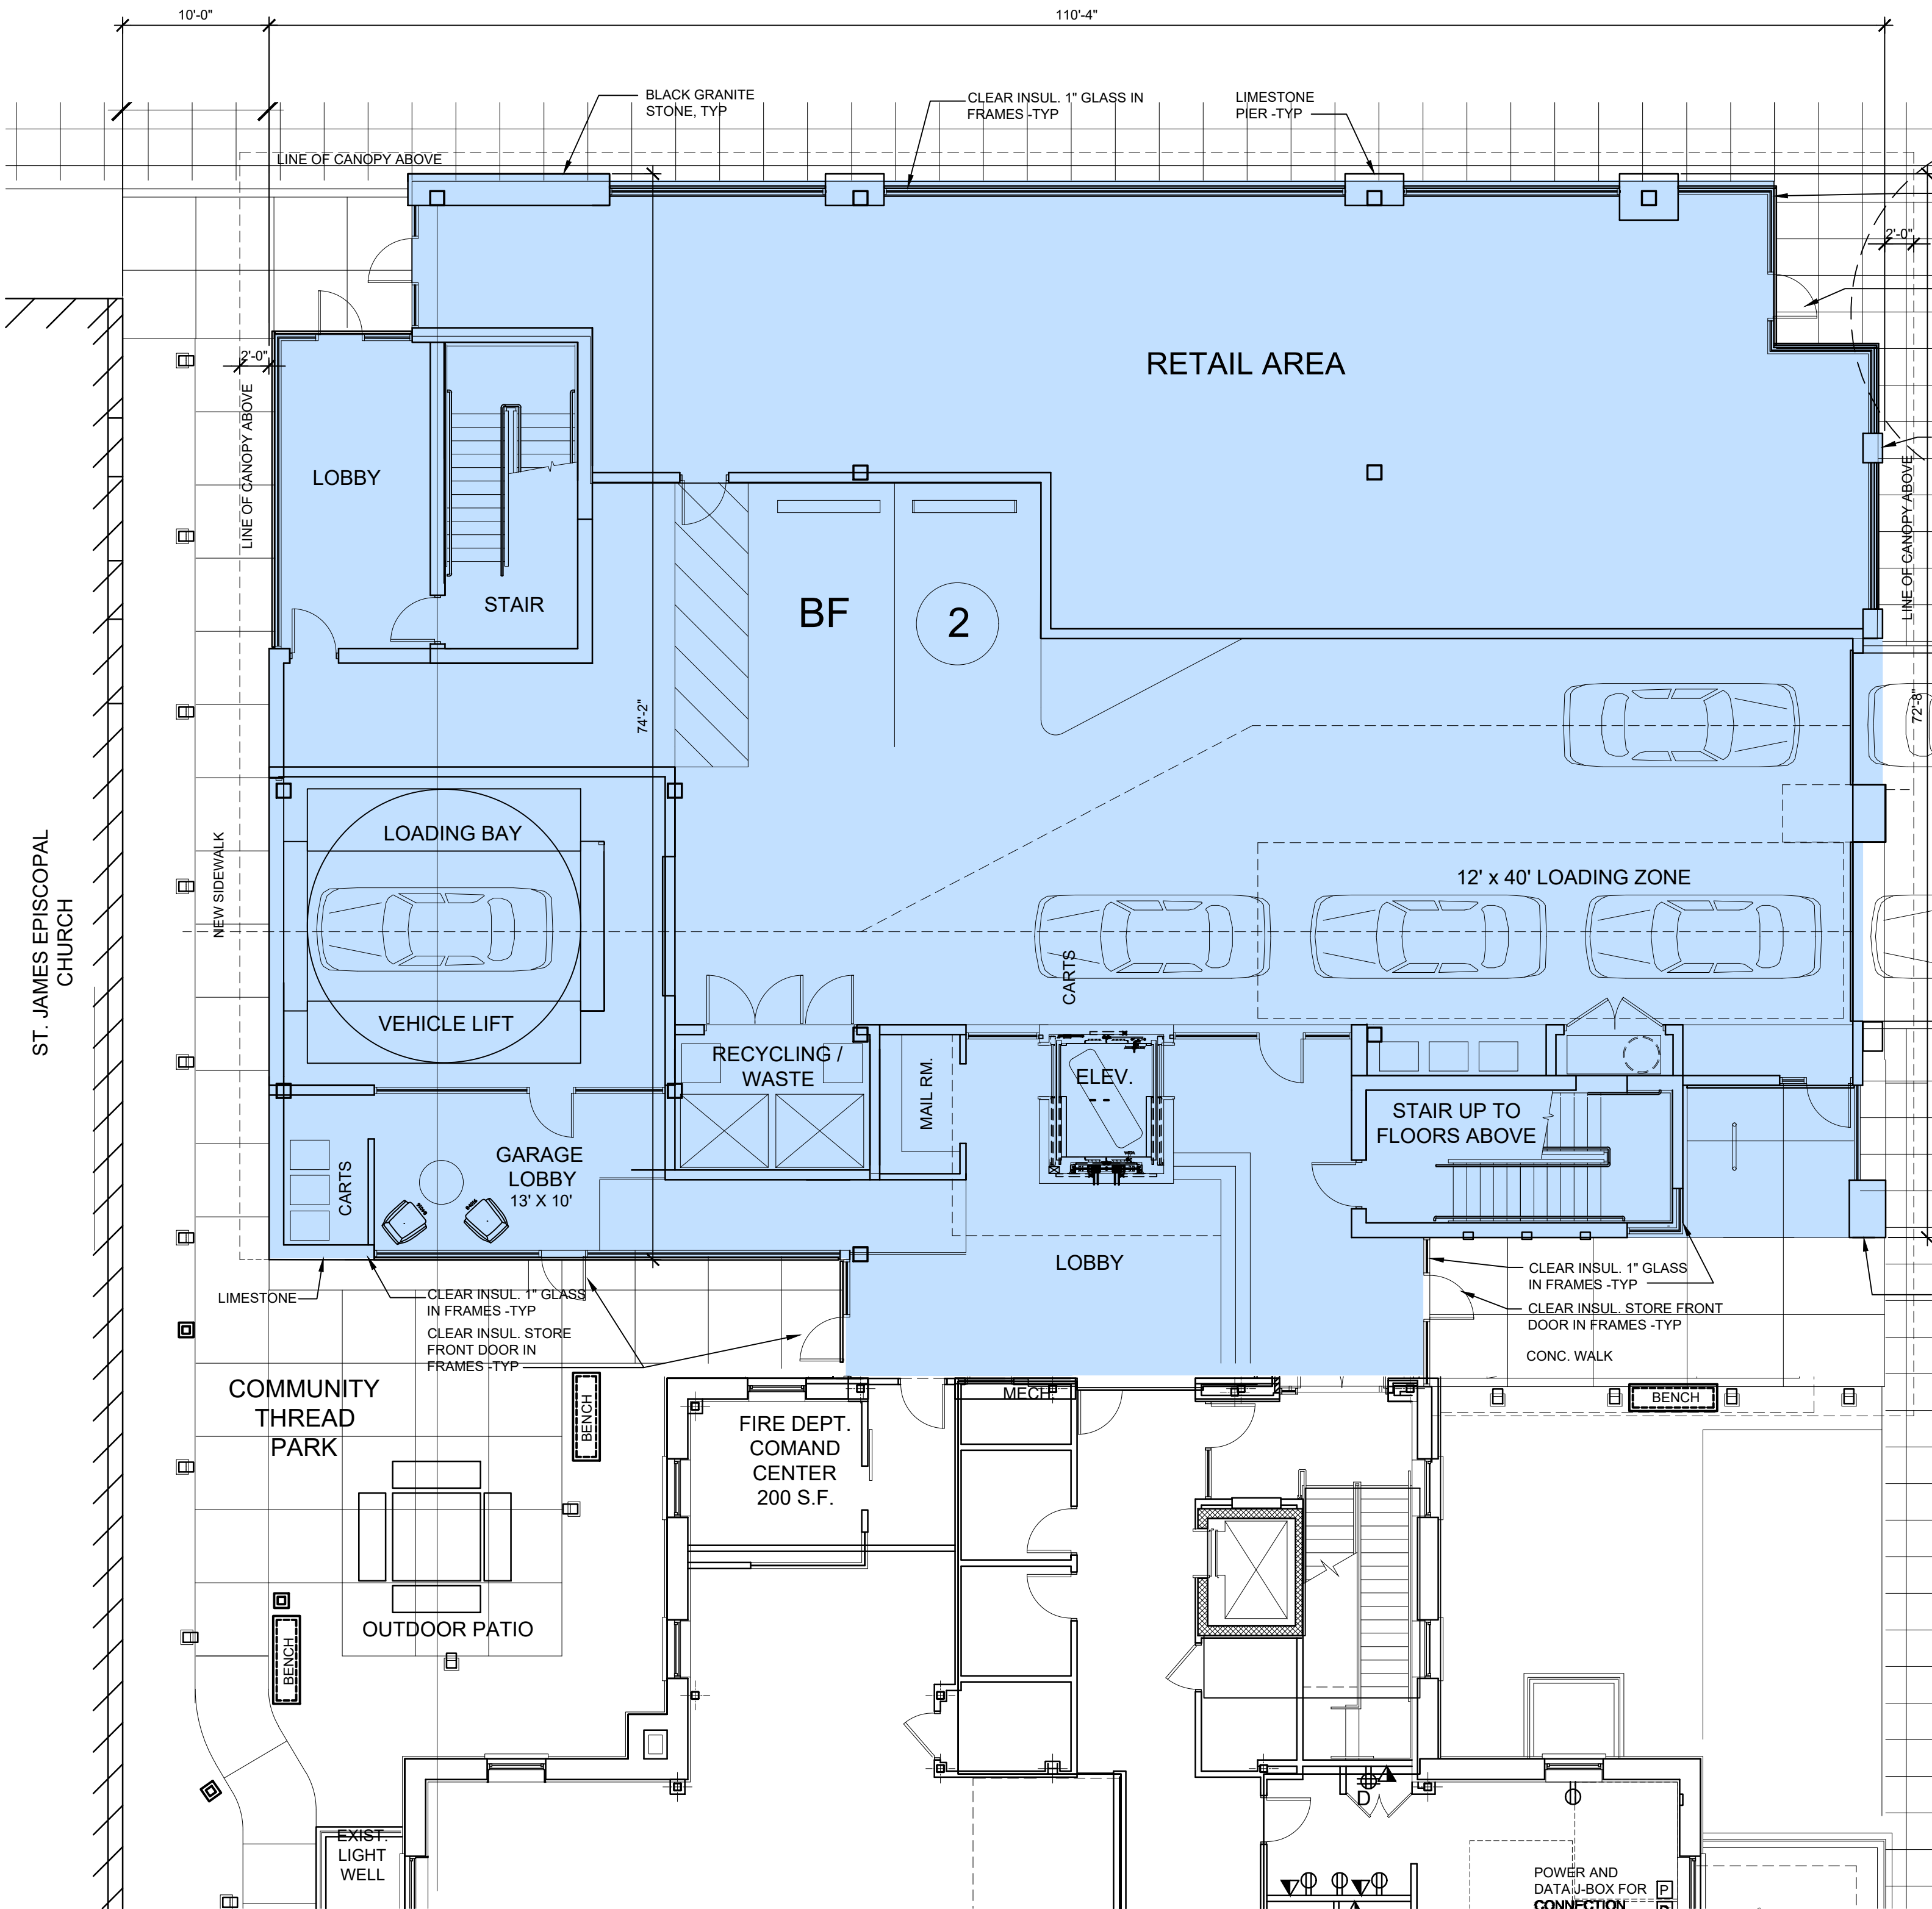 10'-0"
110'-4"
BLACK GRANITE
STONE, TYP
CLEAR INSUL. 1" GLASS IN
FRAMES -TYP
LIMESTONE
PIER -TYP
LINE OF CANOPY ABOVE
2'-0"
2'-0"
LINE OF CANOPY ABOVE
RETAIL AREA
LOBBY
STAIR
BF
2
LINE OF CANOPY ABOVE
74'-2"
72'-8"
ST. JAMES EPISCOPAL
CHURCH
NEW SIDEWALK
LOADING BAY
VEHICLE LIFT
12' x 40' LOADING ZONE
CARTS
RECYCLING /
WASTE
MAIL RM.
ELEV.
STAIR UP TO
FLOORS ABOVE
CARTS
GARAGE
LOBBY
13' X 10'
LOBBY
LIMESTONE
CLEAR INSUL. 1" GLASS
IN FRAMES -TYP
CLEAR INSUL. STORE
FRONT DOOR IN
FRAMES -TYP
CLEAR INSUL. 1" GLASS
IN FRAMES -TYP
CLEAR INSUL. STORE FRONT
DOOR IN FRAMES -TYP
CONC. WALK
COMMUNITY
THREAD
PARK
BENCH
MECH.
BENCH
FIRE DEPT.
COMAND
CENTER
200 S.F.
OUTDOOR PATIO
BENCH
D
EXIST.
LIGHT
WELL
POWER AND
DATA J-BOX FOR
CONNECTION
P